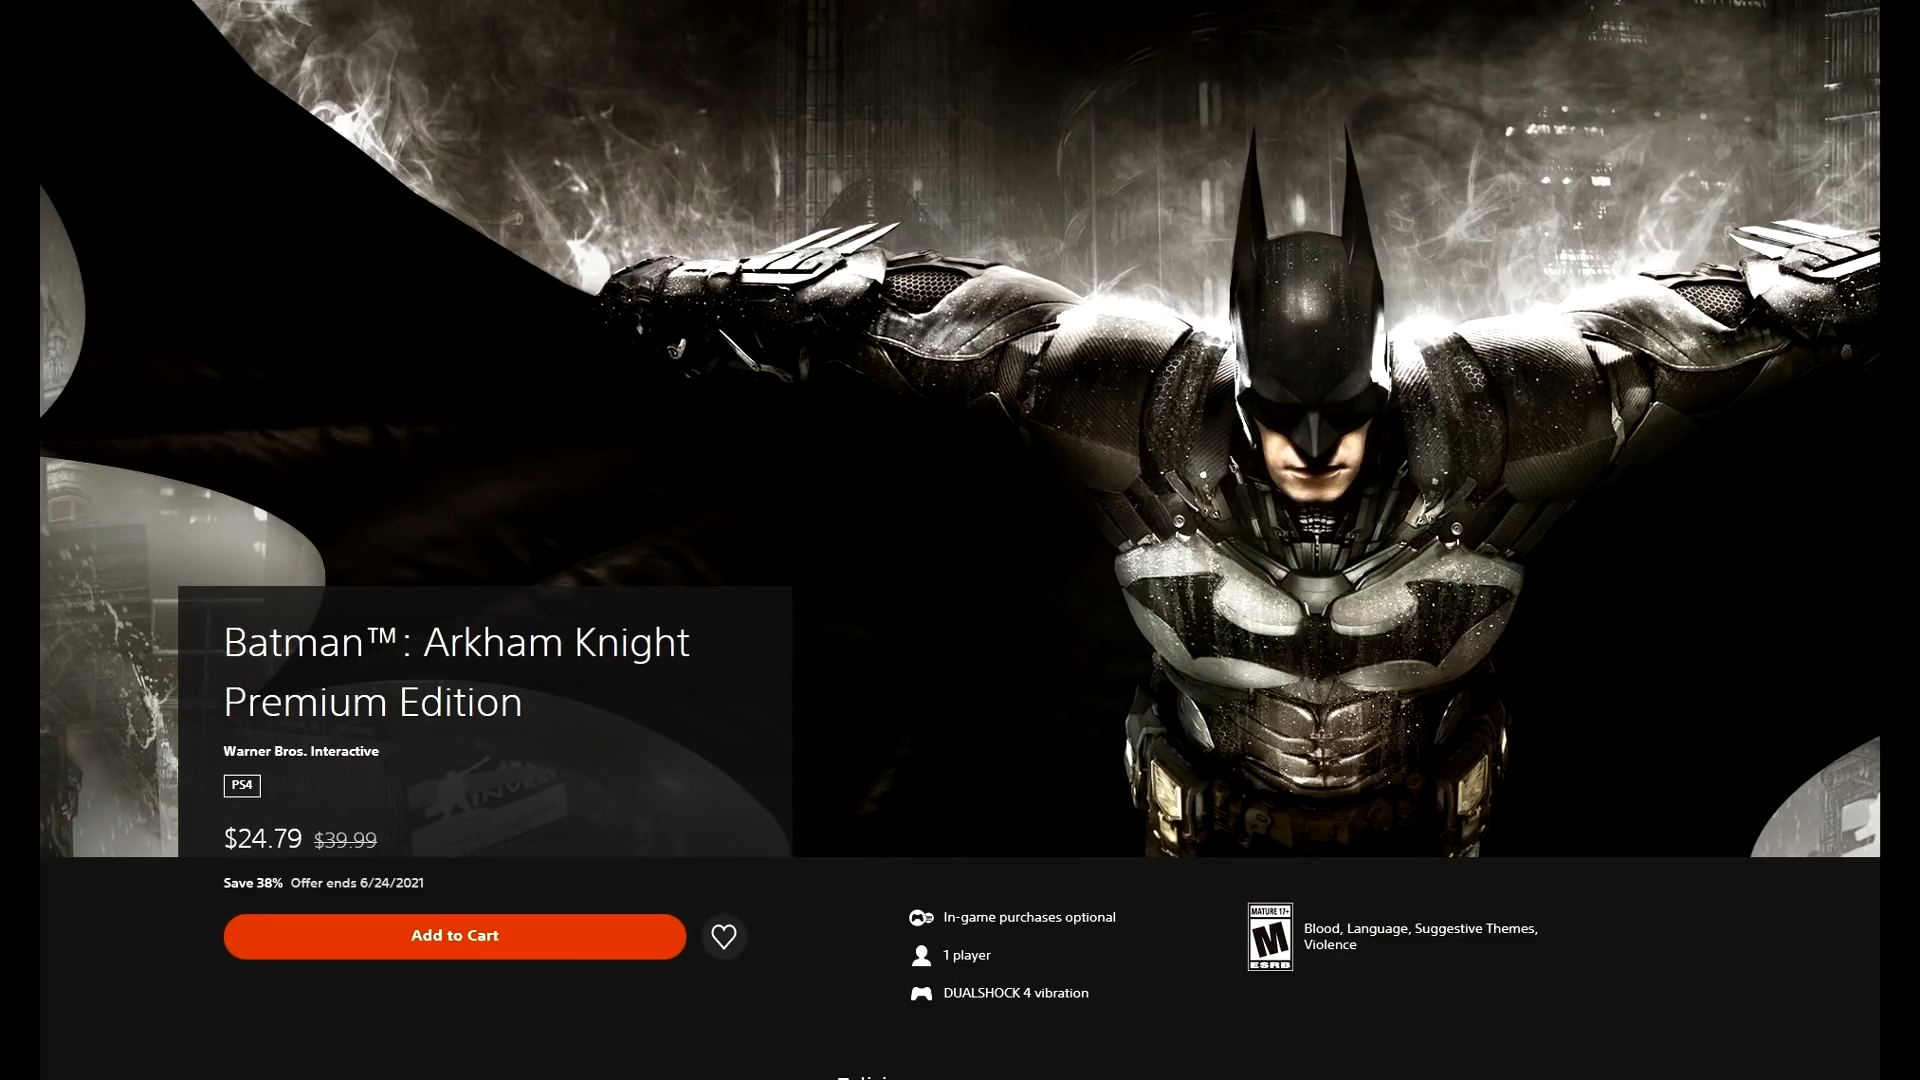 Batman™: Arkham Knight
Premium Edition
Warner Bros. Interactive
PS4
$24.79 $39.99
Save 38% Offer ends 6/24/2021
Add to Cart
In-game purchases optional
1 player
DUALSHOCK 4 vibration
MATURE 17+
M
ESRB
Blood, Language, Suggestive Themes,
Violence
INVEST